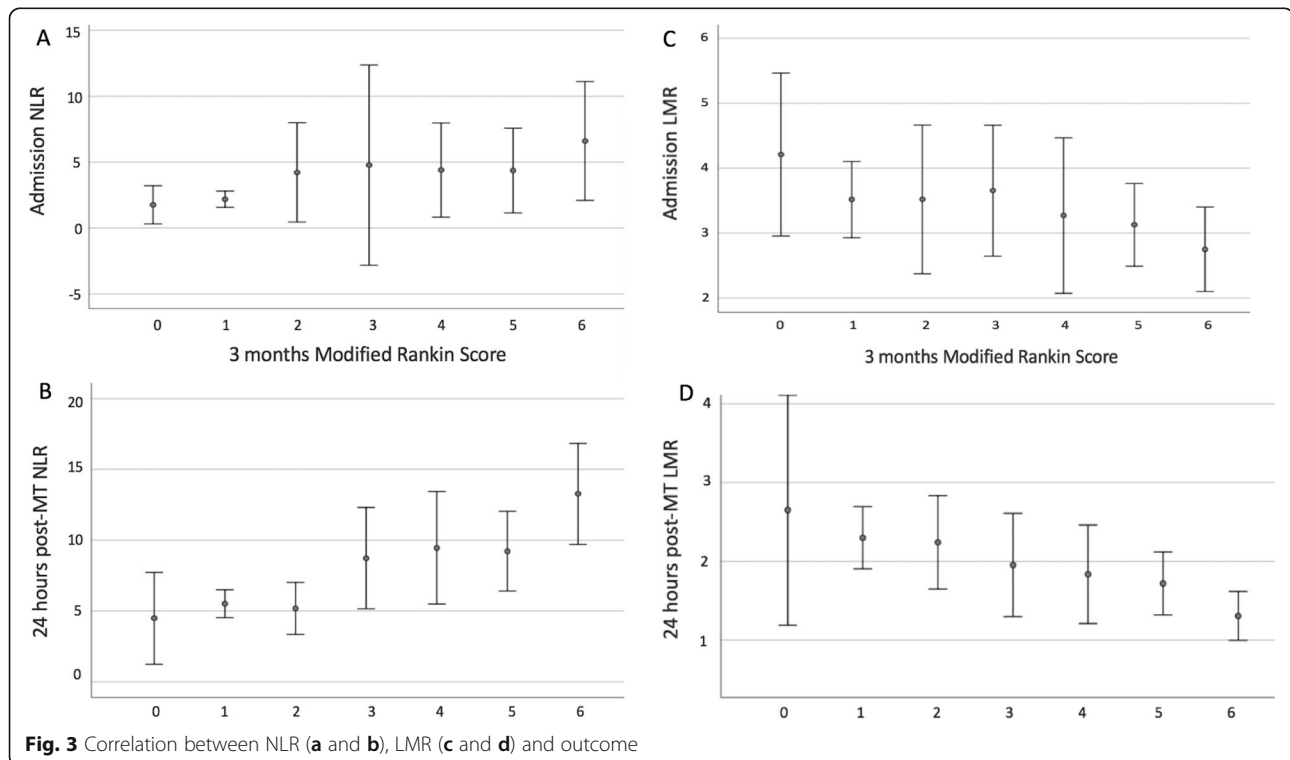 A
15
10
5
0
-5
Admission NLR
0 1 2 3 4 5 6
3 months Modified Rankin Score
C
6
5
4
3
2
Admission LMR
0 1 2 3 4 5 6
3 months Modified Rankin Score
B
20
15
10
5
0
24 hours post-MT NLR
0 1 2 3 4 5 6
D
4
3
2
1
24 hours post-MT LMR
0 1 2 3 4 5 6
Fig. 3 Correlation between NLR (a and b), LMR (c and d) and outcome